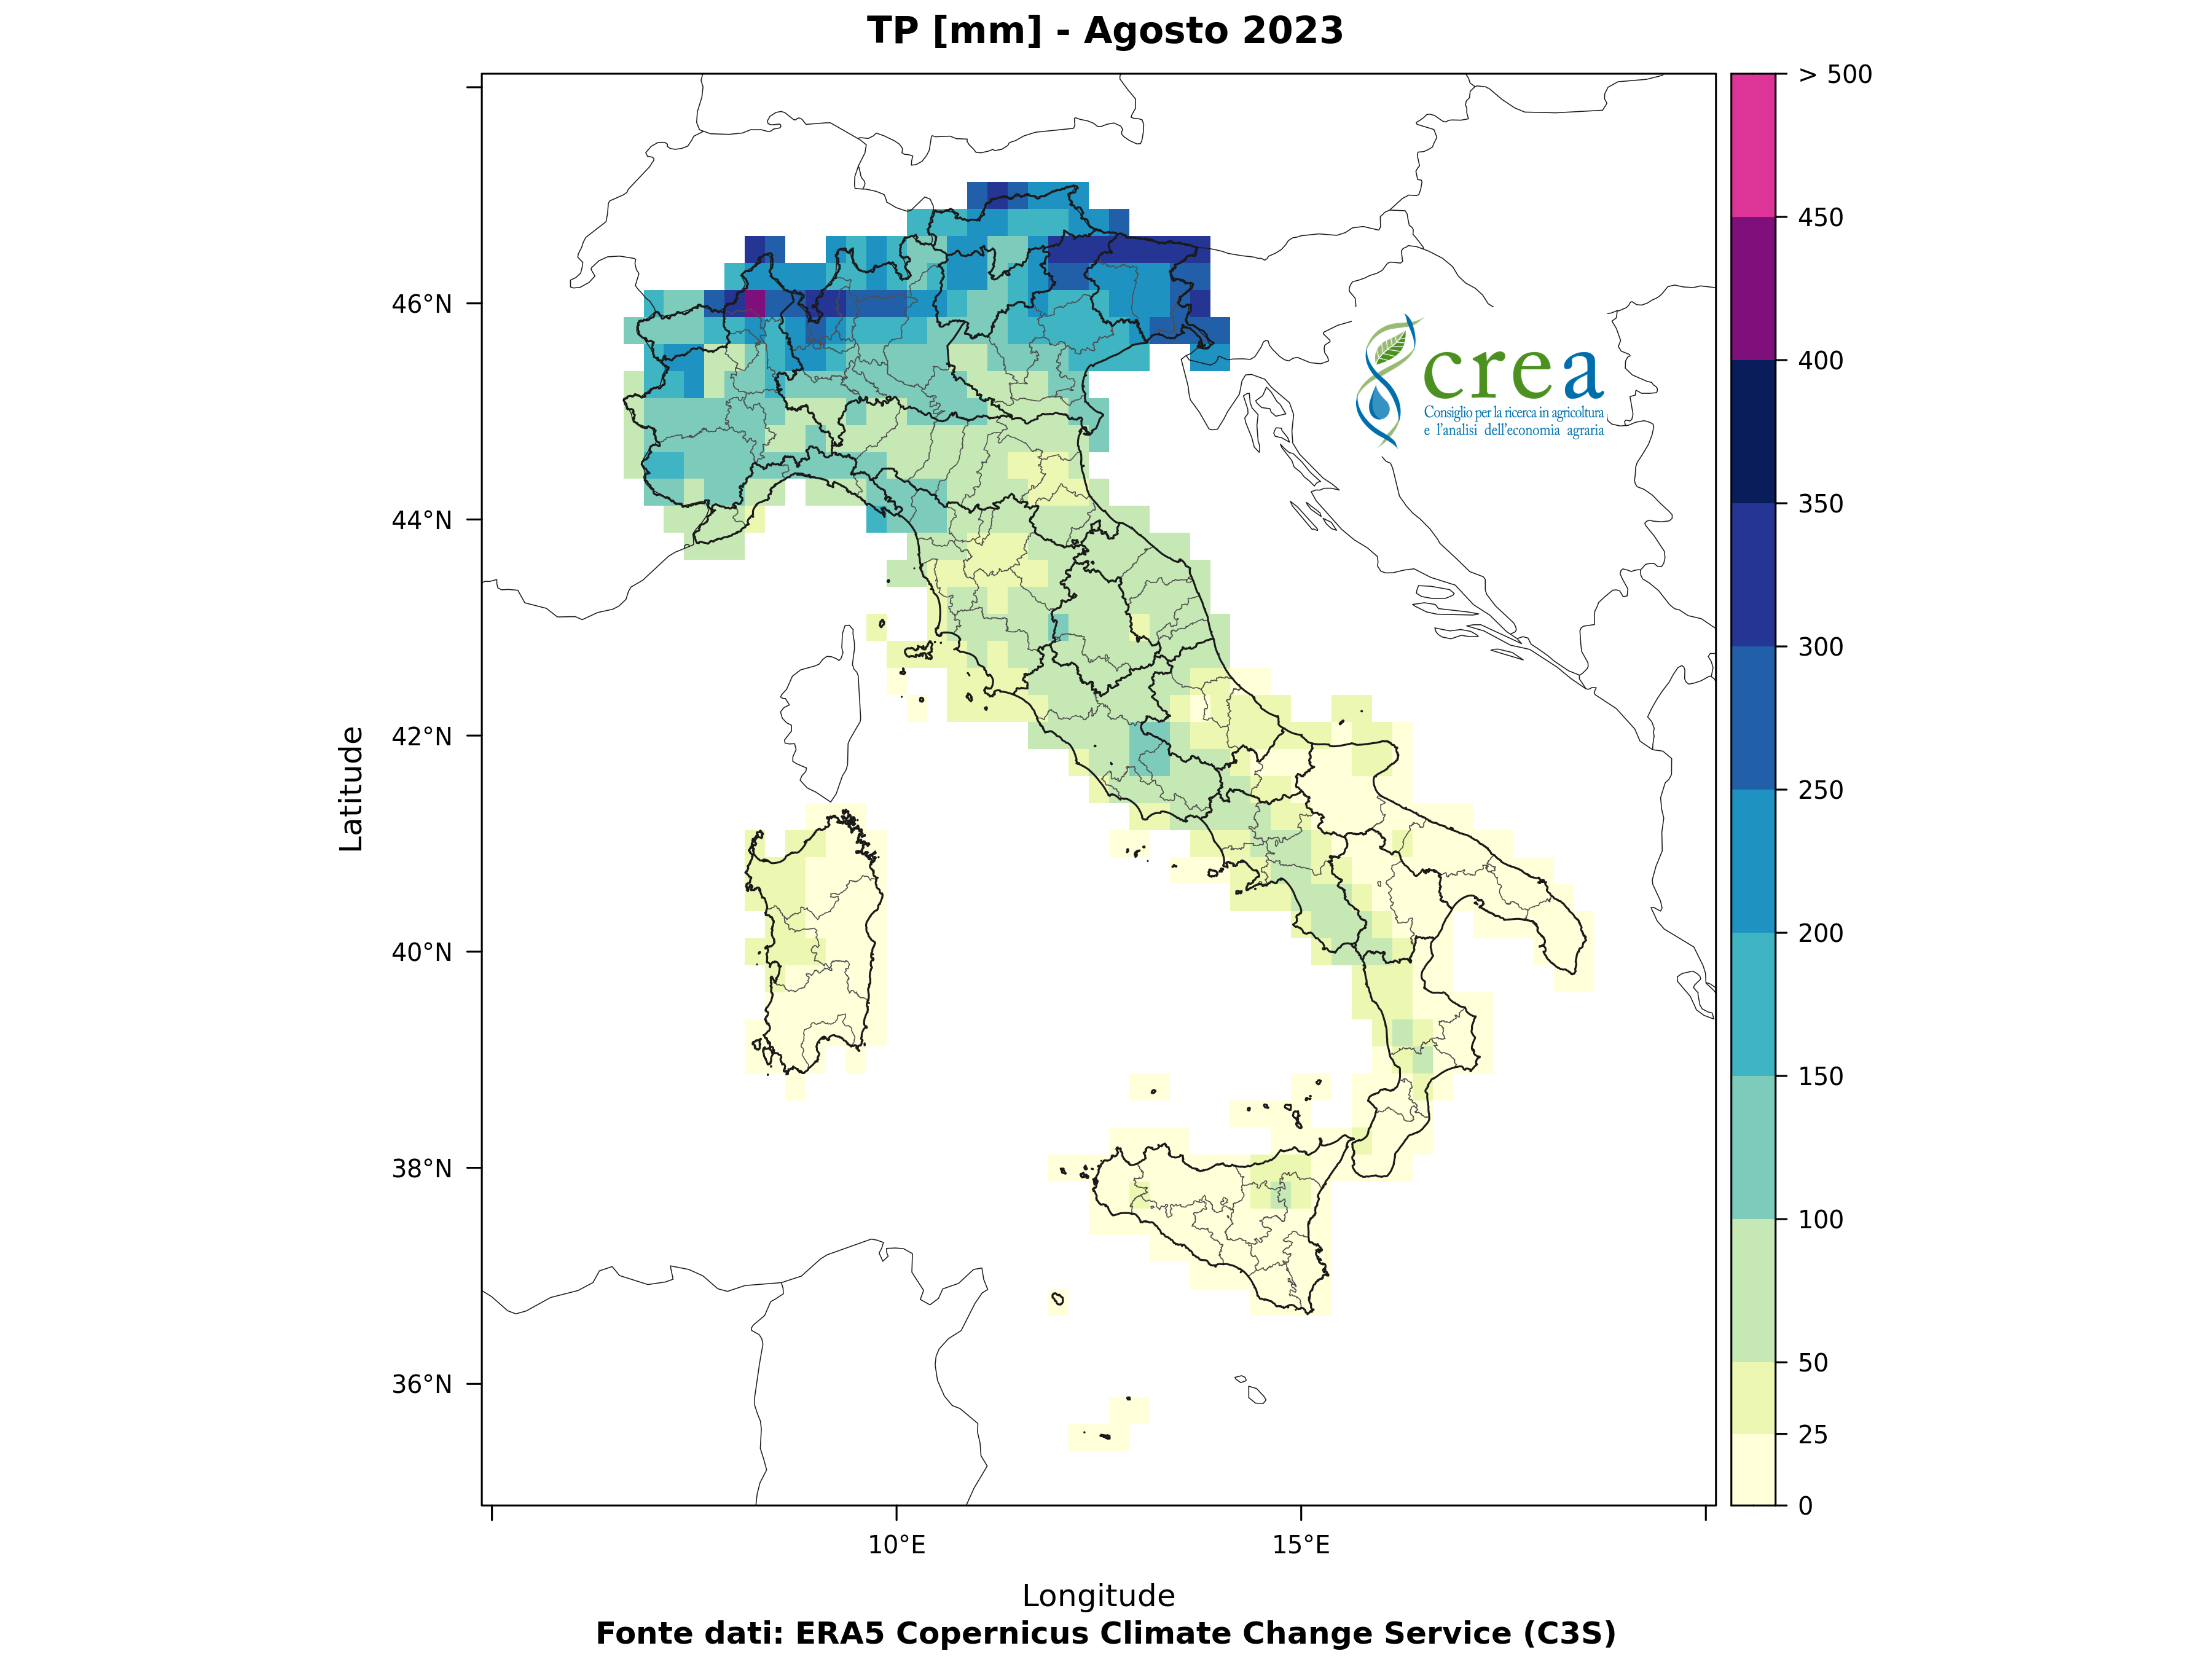 TP [mm] - Agosto 2023
> 500
450
400
350
300
250
200
150
100
50
25
0
46°N
44°N
42°N
40°N
38°N
36°N
Latitude
crea
Consiglio per la ricerca in agricoltura
e l'analisi dell'economia agraria
10°E
15°E
Longitude
Fonte dati: ERA5 Copernicus Climate Change Service (C3S)